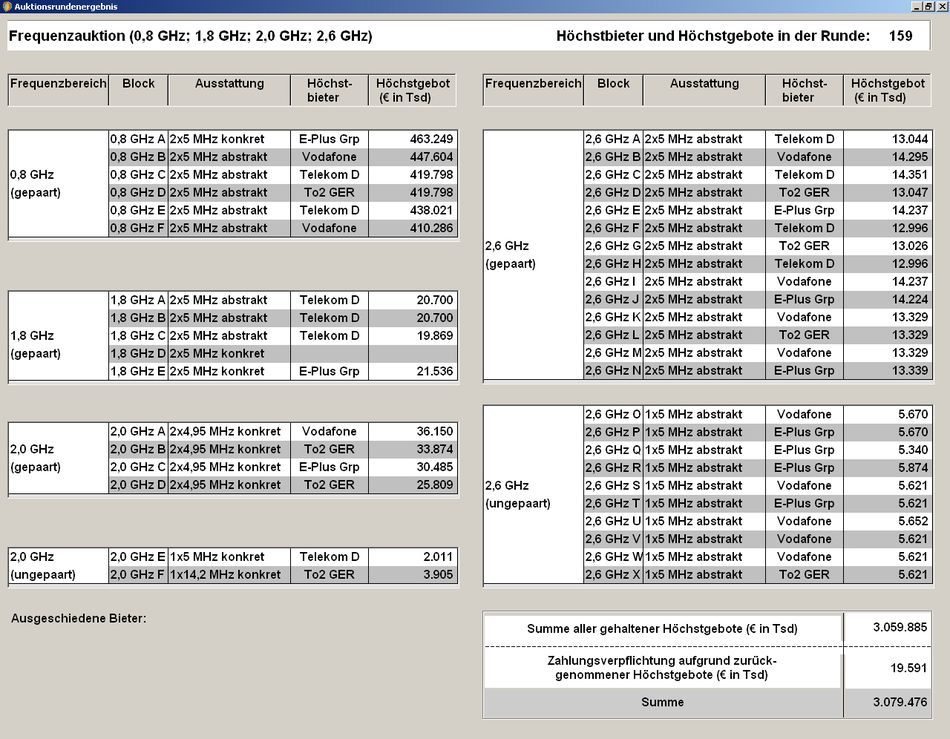 Auktionsrundenergebnis
Frequenzauktion (0,8 GHz; 1,8 GHz; 2,0 GHz; 2,6 GHz)
Höchstbieter und Höchstgebote in der Runde: 159
Frequenzbereich Block Ausstattung Höchst-bieter Höchstgebot (€ in Tsd)
0,8 GHz (gepaart)
0,8 GHz A 2x5 MHz konkret E-Plus Grp 463.249
0,8 GHz B 2x5 MHz abstrakt Vodafone 447.604
0,8 GHz C 2x5 MHz abstrakt Telekom D 419.798
0,8 GHz D 2x5 MHz abstrakt To2 GER 419.798
0,8 GHz E 2x5 MHz abstrakt Telekom D 438.021
0,8 GHz F 2x5 MHz abstrakt Vodafone 410.286
1,8 GHz (gepaart)
1,8 GHz A 2x5 MHz abstrakt Telekom D 20.700
1,8 GHz B 2x5 MHz abstrakt Telekom D 20.700
1,8 GHz C 2x5 MHz abstrakt Telekom D 19.869
1,8 GHz D 2x5 MHz konkret
1,8 GHz E 2x5 MHz konkret E-Plus Grp 21.536
2,0 GHz (gepaart)
2,0 GHz A 2x4,95 MHz konkret Vodafone 36.150
2,0 GHz B 2x4,95 MHz konkret To2 GER 33.874
2,0 GHz C 2x4,95 MHz konkret E-Plus Grp 30.485
2,0 GHz D 2x4,95 MHz konkret To2 GER 25.809
2,0 GHz (ungepaart)
2,0 GHz E 1x5 MHz konkret Telekom D 2.011
2,0 GHz F 1x14,2 MHz konkret To2 GER 3.905
Ausgeschiedene Bieter:
Frequenzbereich Block Ausstattung Höchst-bieter Höchstgebot (€ in Tsd)
2,6 GHz (gepaart)
2,6 GHz A 2x5 MHz abstrakt Telekom D 13.044
2,6 GHz B 2x5 MHz abstrakt Vodafone 14.295
2,6 GHz C 2x5 MHz abstrakt Telekom D 14.351
2,6 GHz D 2x5 MHz abstrakt To2 GER 13.047
2,6 GHz E 2x5 MHz abstrakt E-Plus Grp 14.237
2,6 GHz F 2x5 MHz abstrakt Telekom D 12.996
2,6 GHz G 2x5 MHz abstrakt To2 GER 13.026
2,6 GHz H 2x5 MHz abstrakt Telekom D 12.996
2,6 GHz I 2x5 MHz abstrakt Vodafone 14.237
2,6 GHz J 2x5 MHz abstrakt E-Plus Grp 14.224
2,6 GHz K 2x5 MHz abstrakt Vodafone 13.329
2,6 GHz L 2x5 MHz abstrakt To2 GER 13.329
2,6 GHz M 2x5 MHz abstrakt Vodafone 13.329
2,6 GHz N 2x5 MHz abstrakt E-Plus Grp 13.339
2,6 GHz (ungepaart)
2,6 GHz O 1x5 MHz abstrakt Vodafone 5.670
2,6 GHz P 1x5 MHz abstrakt E-Plus Grp 5.670
2,6 GHz Q 1x5 MHz abstrakt E-Plus Grp 5.340
2,6 GHz R 1x5 MHz abstrakt E-Plus Grp 5.874
2,6 GHz S 1x5 MHz abstrakt Vodafone 5.621
2,6 GHz T 1x5 MHz abstrakt E-Plus Grp 5.621
2,6 GHz U 1x5 MHz abstrakt Vodafone 5.652
2,6 GHz V 1x5 MHz abstrakt Vodafone 5.621
2,6 GHz W 1x5 MHz abstrakt Vodafone 5.621
2,6 GHz X 1x5 MHz abstrakt To2 GER 5.621
Summe aller gehaltener Höchstgebote (€ in Tsd) 3.059.885
Zahlungsverpflichtung aufgrund zurück-
genommener Höchstgebote (€ in Tsd) 19.591
Summe 3.079.476